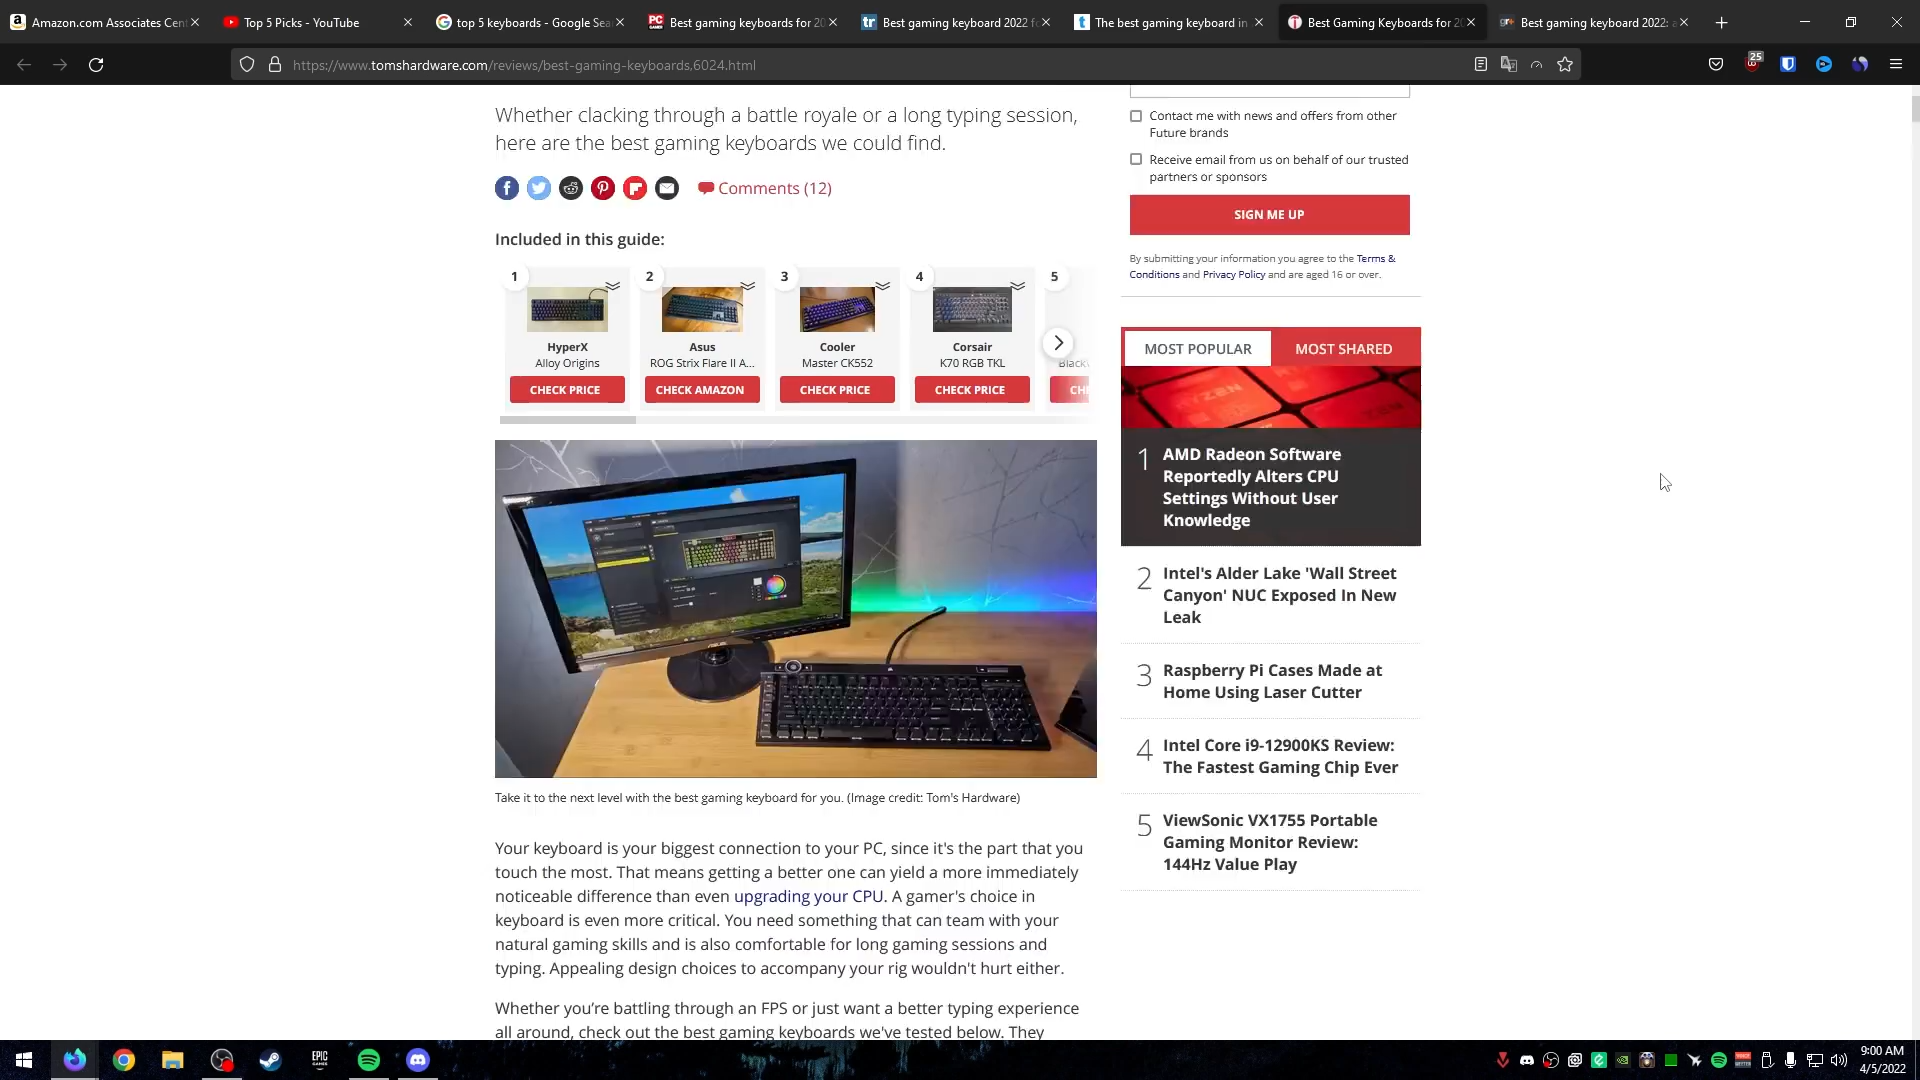 Amazon.com Associates Cent
Top 5 Picks - YouTube
top 5 keyboards - Google Sea
Best gaming keyboards for 20
Best gaming keyboard 2022 fo
The best gaming keyboard in
Best Gaming Keyboards for 20
Best gaming keyboard 2022: a
https://www.tomshardware.com/reviews/best-gaming-keyboards,6024.html
25
Whether clacking through a battle royale or a long typing session,
here are the best gaming keyboards we could find.
Comments (12)
Included in this guide:
1
HyperX
Alloy Origins
CHECK PRICE
2
Asus
ROG Strix Flare II A...
CHECK AMAZON
3
Cooler
Master CK552
CHECK PRICE
4
Corsair
K70 RGB TKL
CHECK PRICE
5
Take it to the next level with the best gaming keyboard for you. (Image credit: Tom's Hardware)
Your keyboard is your biggest connection to your PC, since it's the part that you
touch the most. That means getting a better one can yield a more immediately
noticeable difference than even upgrading your CPU. A gamer's choice in
keyboard is even more critical. You need something that can team with your
natural gaming skills and is also comfortable for long gaming sessions and
typing. Appealing design choices to accompany your rig wouldn't hurt either.
Whether you’re battling through an FPS or just want a better typing experience
all around, check out the best gaming keyboards we've tested below. They
Contact me with news and offers from other
Future brands
Receive email from us on behalf of our trusted
partners or sponsors
SIGN ME UP
By submitting your information you agree to the Terms &
Conditions and Privacy Policy and are aged 16 or over.
MOST POPULAR
MOST SHARED
1 AMD Radeon Software
Reportedly Alters CPU
Settings Without User
Knowledge
2 Intel's Alder Lake 'Wall Street
Canyon' NUC Exposed In New
Leak
3 Raspberry Pi Cases Made at
Home Using Laser Cutter
4 Intel Core i9-12900KS Review:
The Fastest Gaming Chip Ever
5 ViewSonic VX1755 Portable
Gaming Monitor Review:
144Hz Value Play
EPIC
GAMES
9:00 AM
4/5/2022